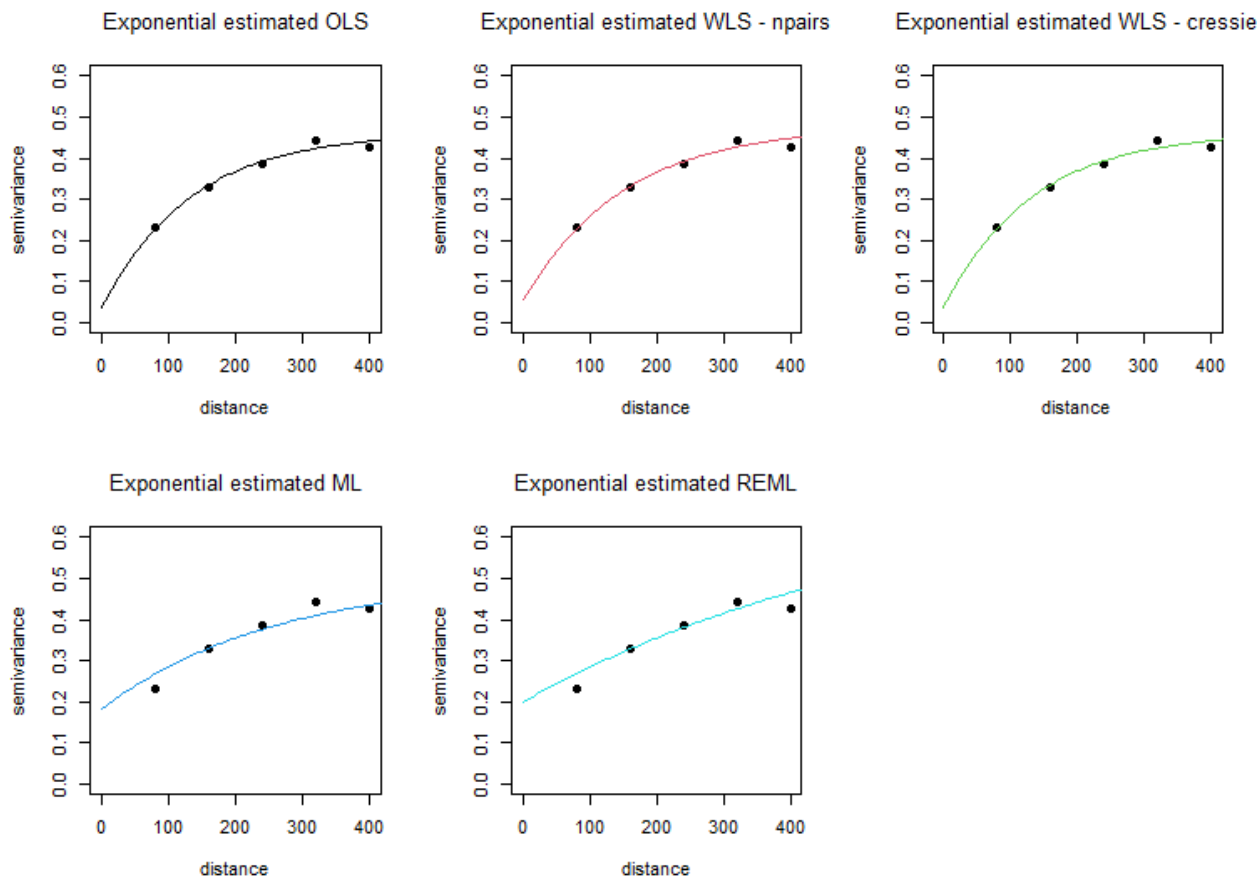 Exponential estimated OLS
semivariance
0.0 0.1 0.2 0.3 0.4 0.5 0.6
0 100 200 300 400
distance
Exponential estimated WLS - npairs
semivariance
0.0 0.1 0.2 0.3 0.4 0.5 0.6
0 100 200 300 400
distance
Exponential estimated WLS - cressie
semivariance
0.0 0.1 0.2 0.3 0.4 0.5 0.6
0 100 200 300 400
distance
Exponential estimated ML
semivariance
0.0 0.1 0.2 0.3 0.4 0.5 0.6
0 100 200 300 400
distance
Exponential estimated REML
semivariance
0.0 0.1 0.2 0.3 0.4 0.5 0.6
0 100 200 300 400
distance